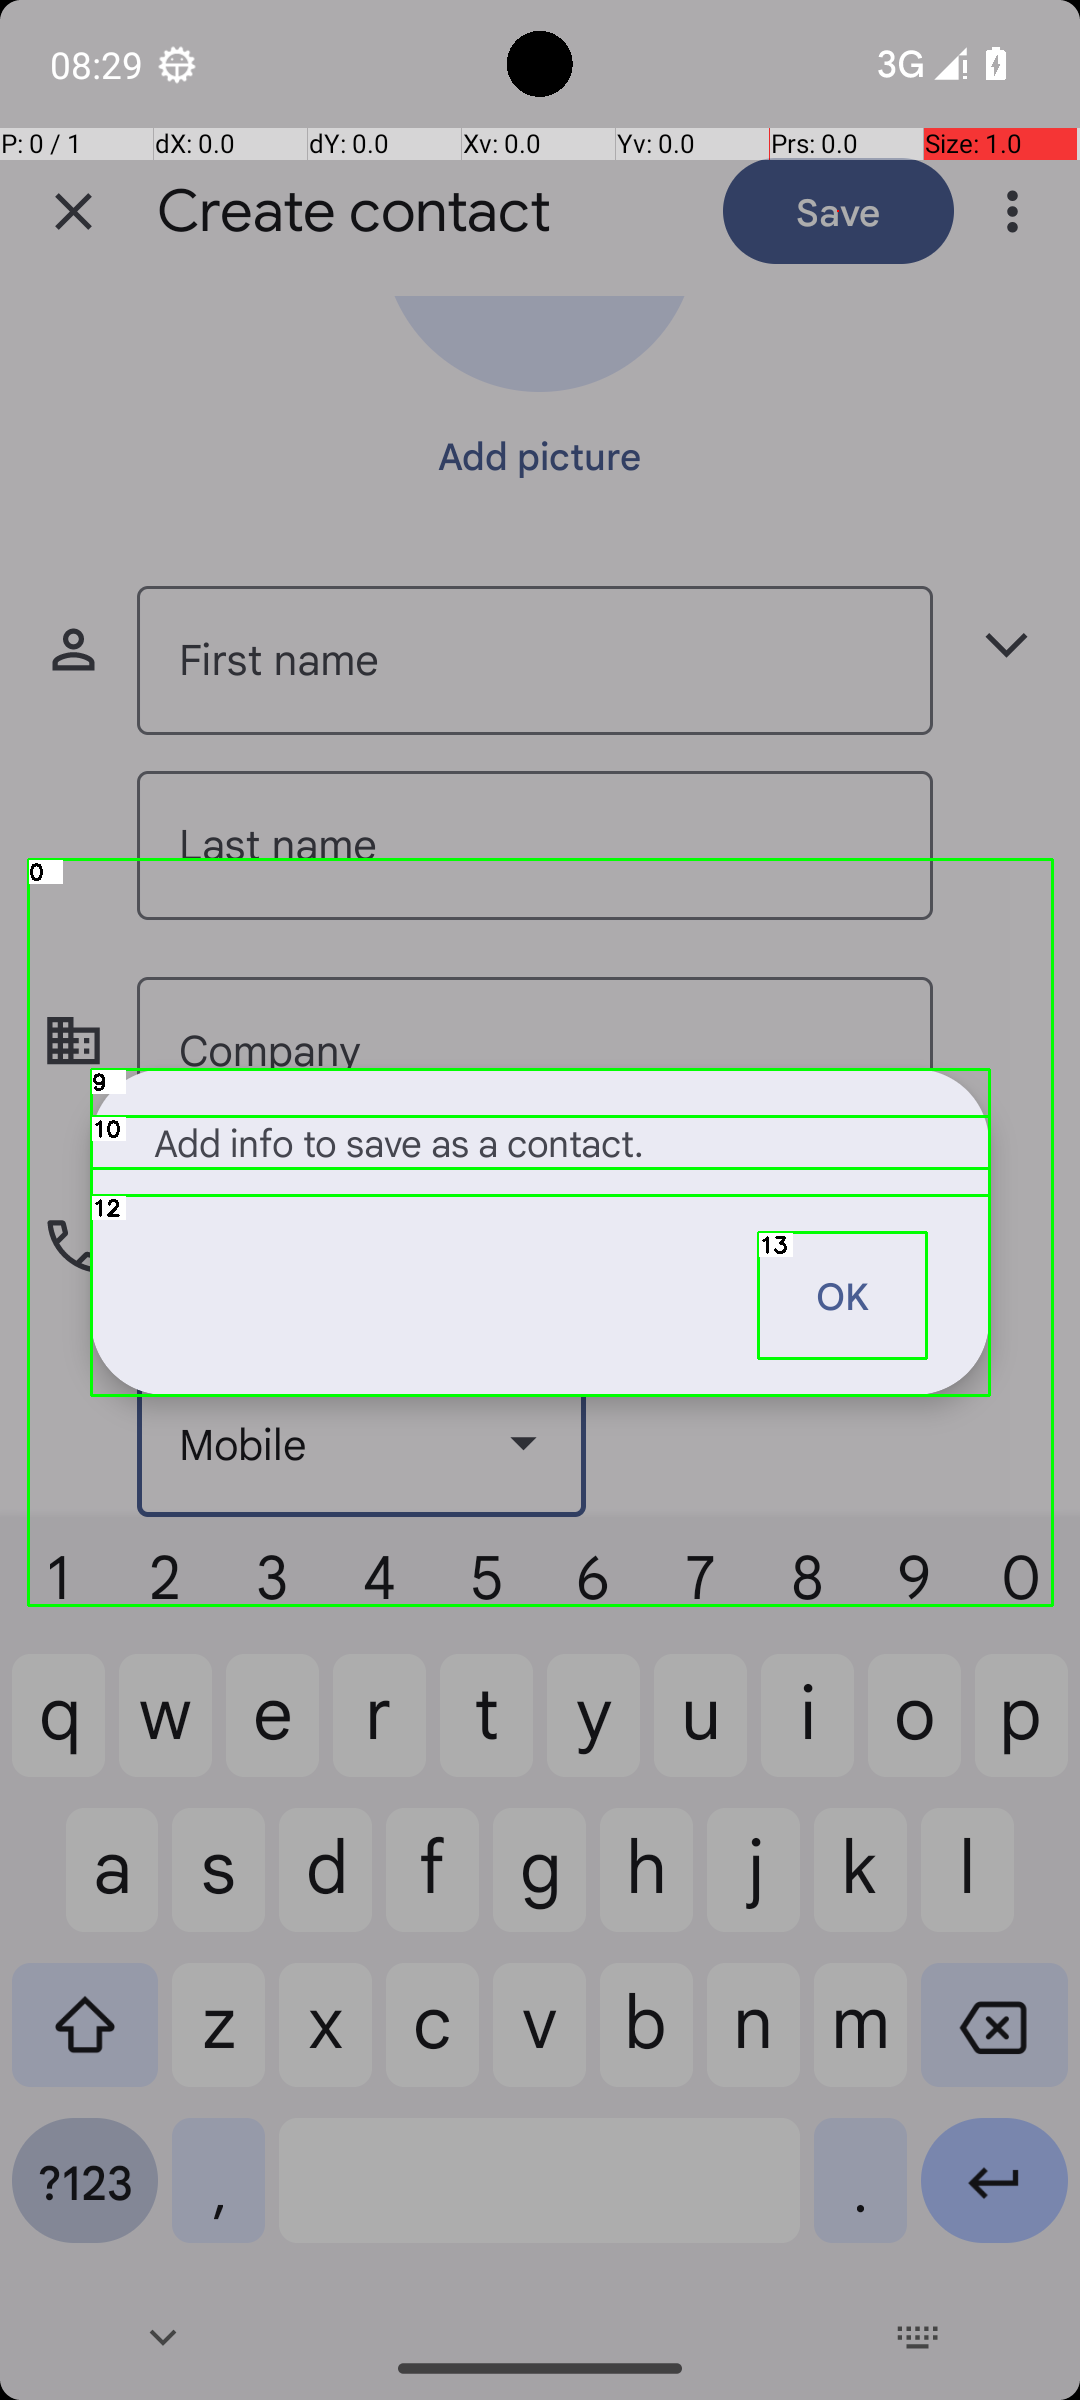 08:29
3G
P: 0 / 1 dX: 0.0 dY: 0.0 Xv: 0.0 Yv: 0.0 Prs: 0.0 Size: 1.0
Create contact Save
Add picture
First name
Last name
0
Company
9
10 Add info to save as a contact.
12
13
OK
Mobile
1 2 3 4 5 6 7 8 9 0
q w e r t y u i o p
a s d f g h j k l
z x c v b n m
?123 , .